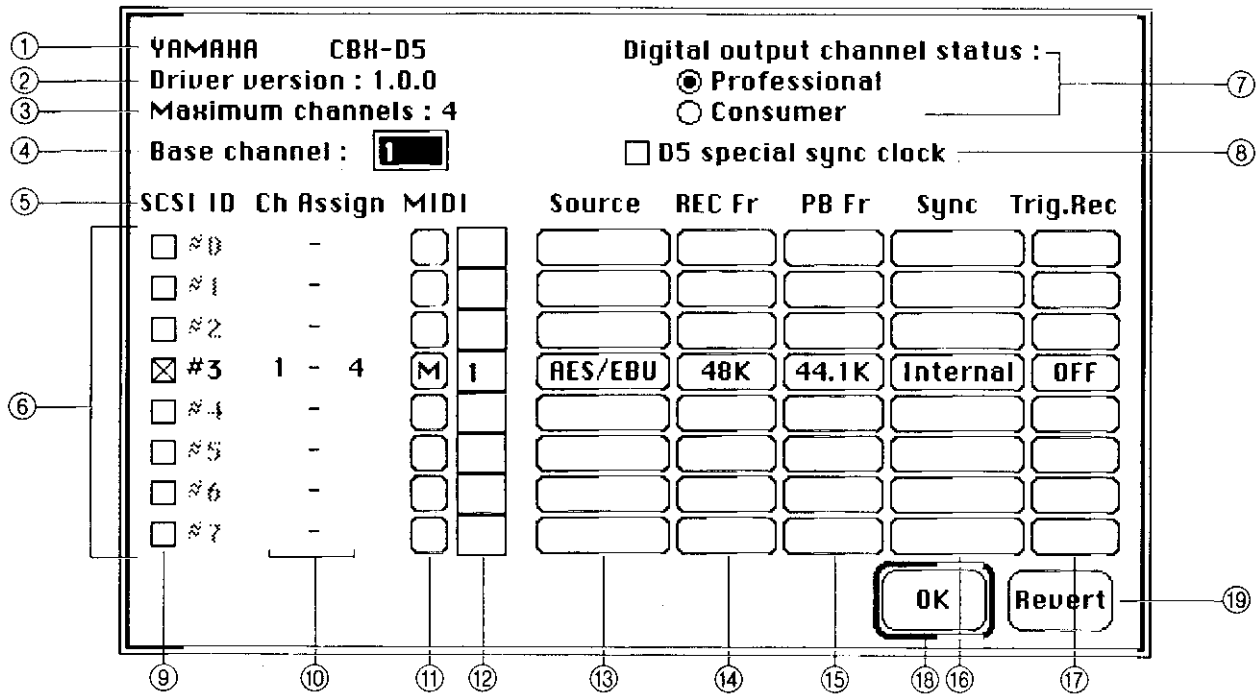 ① YAMAHA CBX-D5 Digital output channel status :
② Driver version : 1.0.0 ◉ Professional ⑦
③ Maximum channels : 4 ○ Consumer
④ Base channel : 1 □ D5 special sync clock ⑧
⑤ SCSI ID Ch Assign MIDI Source REC Fr PB Fr Sync Trig.Rec
□ #0 -
□ #1 -
□ #2 -
☒ #3 1 - 4 M 1 AES/EBU 48K 44.1K Internal OFF
⑥ □ #4 -
□ #5 -
□ #6 -
□ #7 -
OK Revert ⑲
⑨ ⑩ ⑪ ⑫ ⑬ ⑭ ⑮ ⑱ ⑯ ⑰